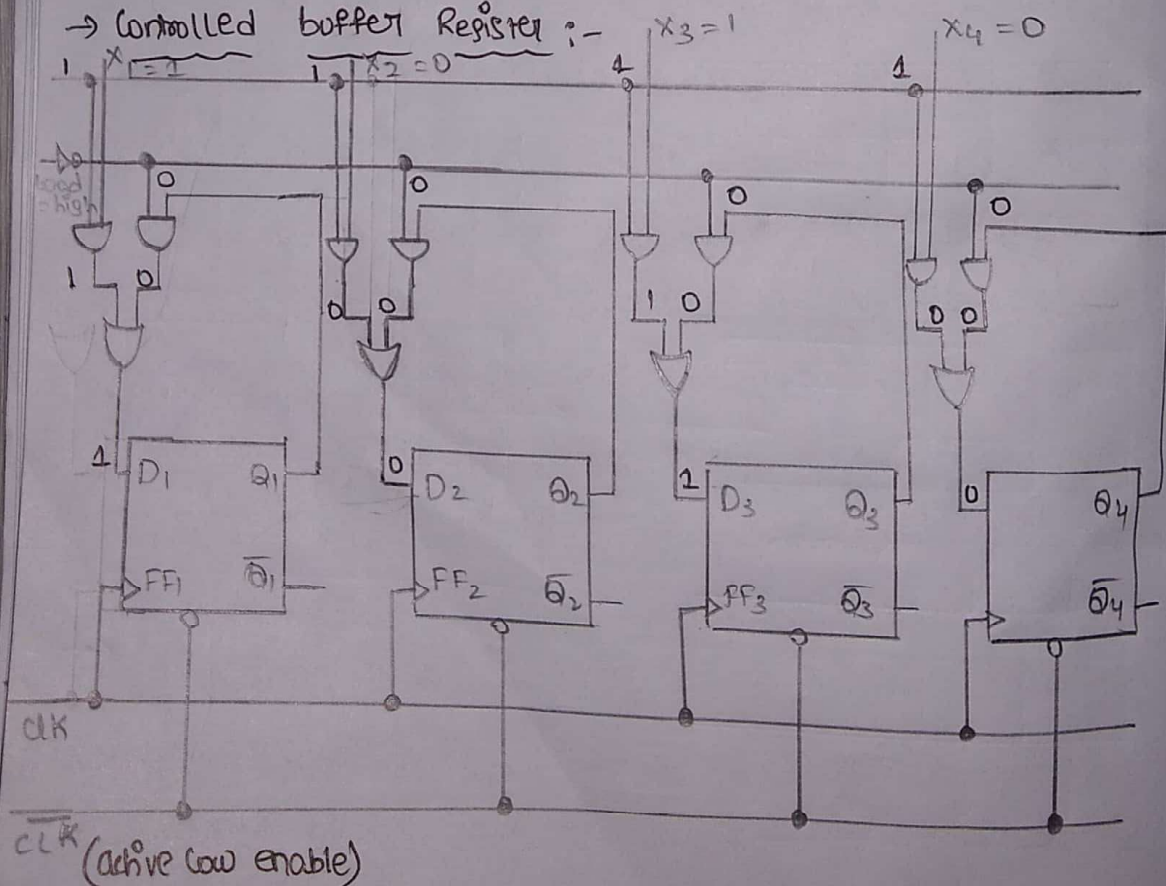 → Controlled buffer Register :-
X1=1 X2=0 X3=1 X4=0
1 1 1 1
Load
=high
0 0 0 0
1 0 0 0 1 0 0 0
1 D1 Q1 0 D2 Q2 1 D3 Q3 0 Q4
FF1 Q̅1 FF2 Q̅2 FF3 Q̅3 Q̅4
ClK
C̅L̅K̅ (active low enable)